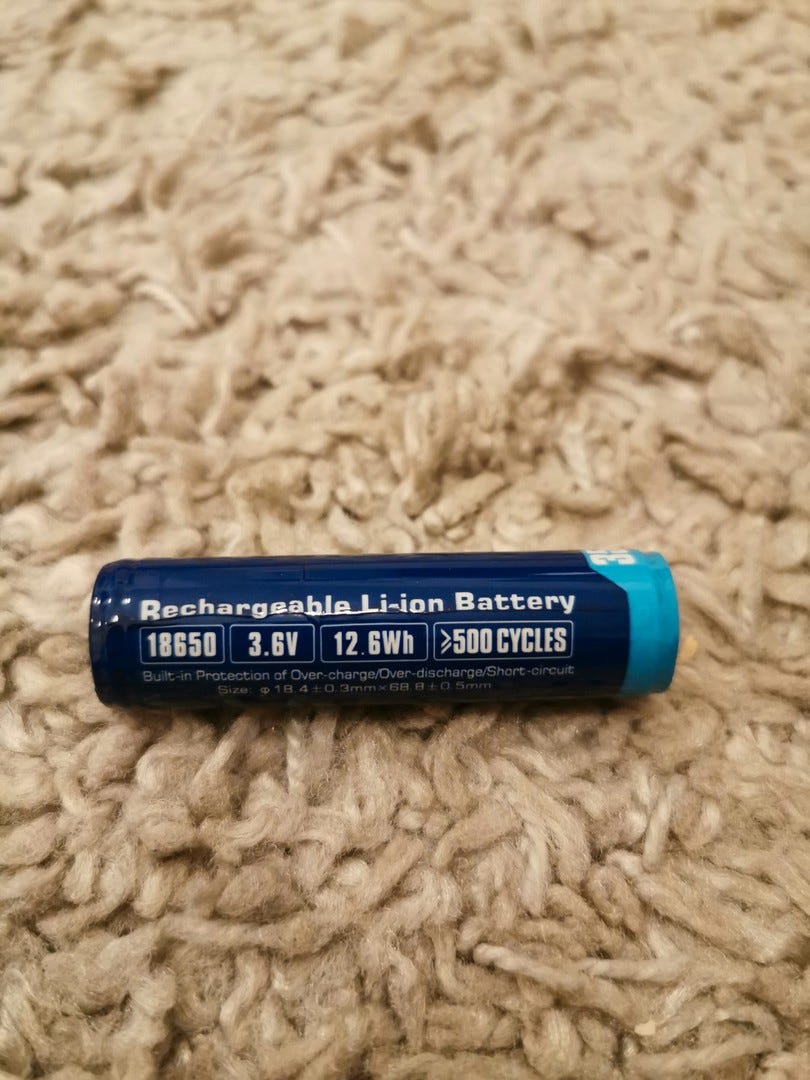 Rechargeable Li-ion Battery
18650 3.6V 12.6Wh ≥500 CYCLES
Built-in Protection of Over-charge/Over-discharge/Short-circuit
Size: φ18.4±0.3mm×68.8±0.5mm